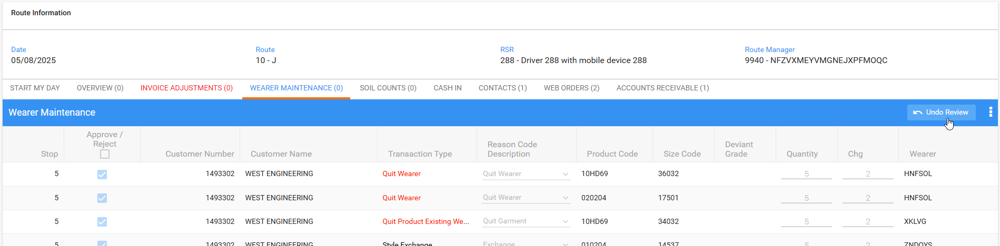 Route Information
Date
05/08/2025
Route
10 - J
RSR
288 - Driver 288 with mobile device 288
Route Manager
9940 - NFZVXMEYVMGNEJXPFMOQC
START MY DAY OVERVIEW (0) INVOICE ADJUSTMENTS (0) WEARER MAINTENANCE (0) SOIL COUNTS (0) CASH IN CONTACTS (1) WEB ORDERS (2) ACCOUNTS RECEIVABLE (1)
Wearer Maintenance Undo Review
Stop Approve / Reject Customer Number Customer Name Transaction Type Reason Code Description Product Code Size Code Deviant Grade Quantity Chg Wearer
5 1493302 WEST ENGINEERING Quit Wearer Quit Wearer 10HD69 36032 5 2 HNFSOL
5 1493302 WEST ENGINEERING Quit Wearer Quit Wearer 020204 17501 5 2 HNFSOL
5 1493302 WEST ENGINEERING Quit Product Existing We... Quit Garment 10HD69 34032 5 2 XKLVG
5 1493302 WEST ENGINEERING Style Exchange Exchange 010204 14537 5 2 ZNDOYS